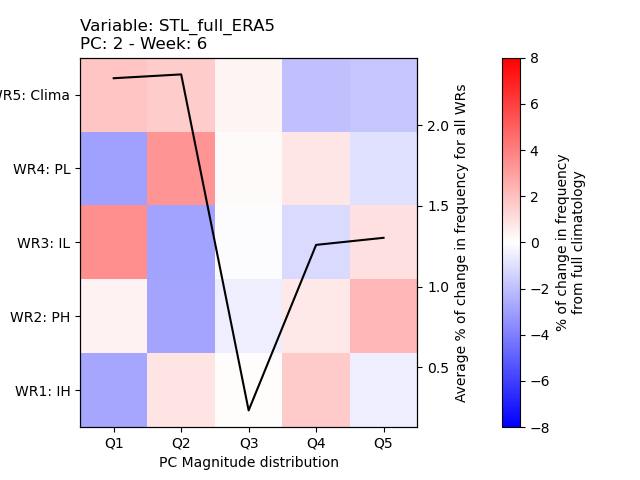 Variable: STL_full_ERA5
PC: 2 - Week: 6
WR5: Clima
WR4: PL
WR3: IL
WR2: PH
WR1: IH
Q1 Q2 Q3 Q4 Q5
PC Magnitude distribution
2.0
1.5
1.0
0.5
Average % of change in frequency for all WRs
8
6
4
2
0
−2
−4
−6
−8
% of change in frequency
from full climatology